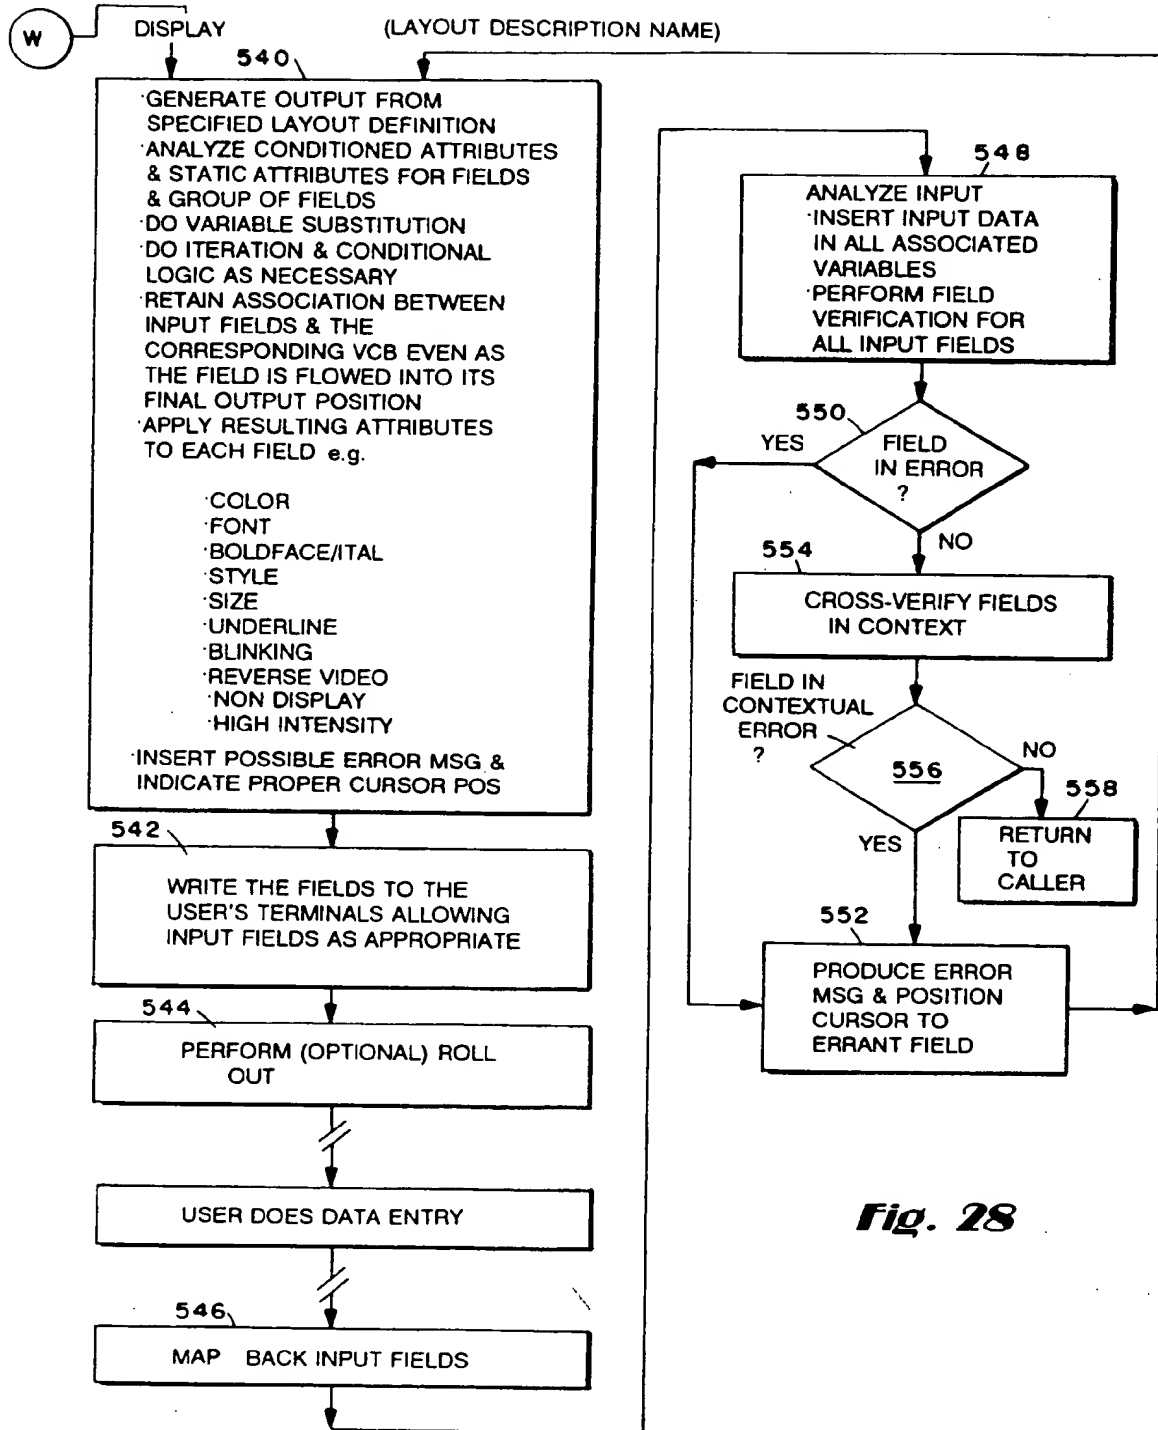 W
DISPLAY (LAYOUT DESCRIPTION NAME)
540
·GENERATE OUTPUT FROM
SPECIFIED LAYOUT DEFINITION
·ANALYZE CONDITIONED ATTRIBUTES
& STATIC ATTRIBUTES FOR FIELDS
& GROUP OF FIELDS
·DO VARIABLE SUBSTITUTION
·DO ITERATION & CONDITIONAL
LOGIC AS NECESSARY
·RETAIN ASSOCIATION BETWEEN
INPUT FIELDS & THE
CORRESPONDING VCB EVEN AS
THE FIELD IS FLOWED INTO ITS
FINAL OUTPUT POSITION
·APPLY RESULTING ATTRIBUTES
TO EACH FIELD e.g.
·COLOR
·FONT
·BOLDFACE/ITAL
·STYLE
·SIZE
·UNDERLINE
·BLINKING
·REVERSE VIDEO
·NON DISPLAY
·HIGH INTENSITY
·INSERT POSSIBLE ERROR MSG &
INDICATE PROPER CURSOR POS
542
WRITE THE FIELDS TO THE
USER'S TERMINALS ALLOWING
INPUT FIELDS AS APPROPRIATE
544
PERFORM (OPTIONAL) ROLL
OUT
USER DOES DATA ENTRY
546
MAP BACK INPUT FIELDS
548
ANALYZE INPUT
·INSERT INPUT DATA
IN ALL ASSOCIATED
VARIABLES
·PERFORM FIELD
VERIFICATION FOR
ALL INPUT FIELDS
550
YES
FIELD
IN ERROR
?
NO
554
CROSS-VERIFY FIELDS
IN CONTEXT
FIELD IN
CONTEXTUAL
ERROR
?
556
NO
558
YES
RETURN
TO
CALLER
552
PRODUCE ERROR
MSG & POSITION
CURSOR TO
ERRANT FIELD
Fig. 28